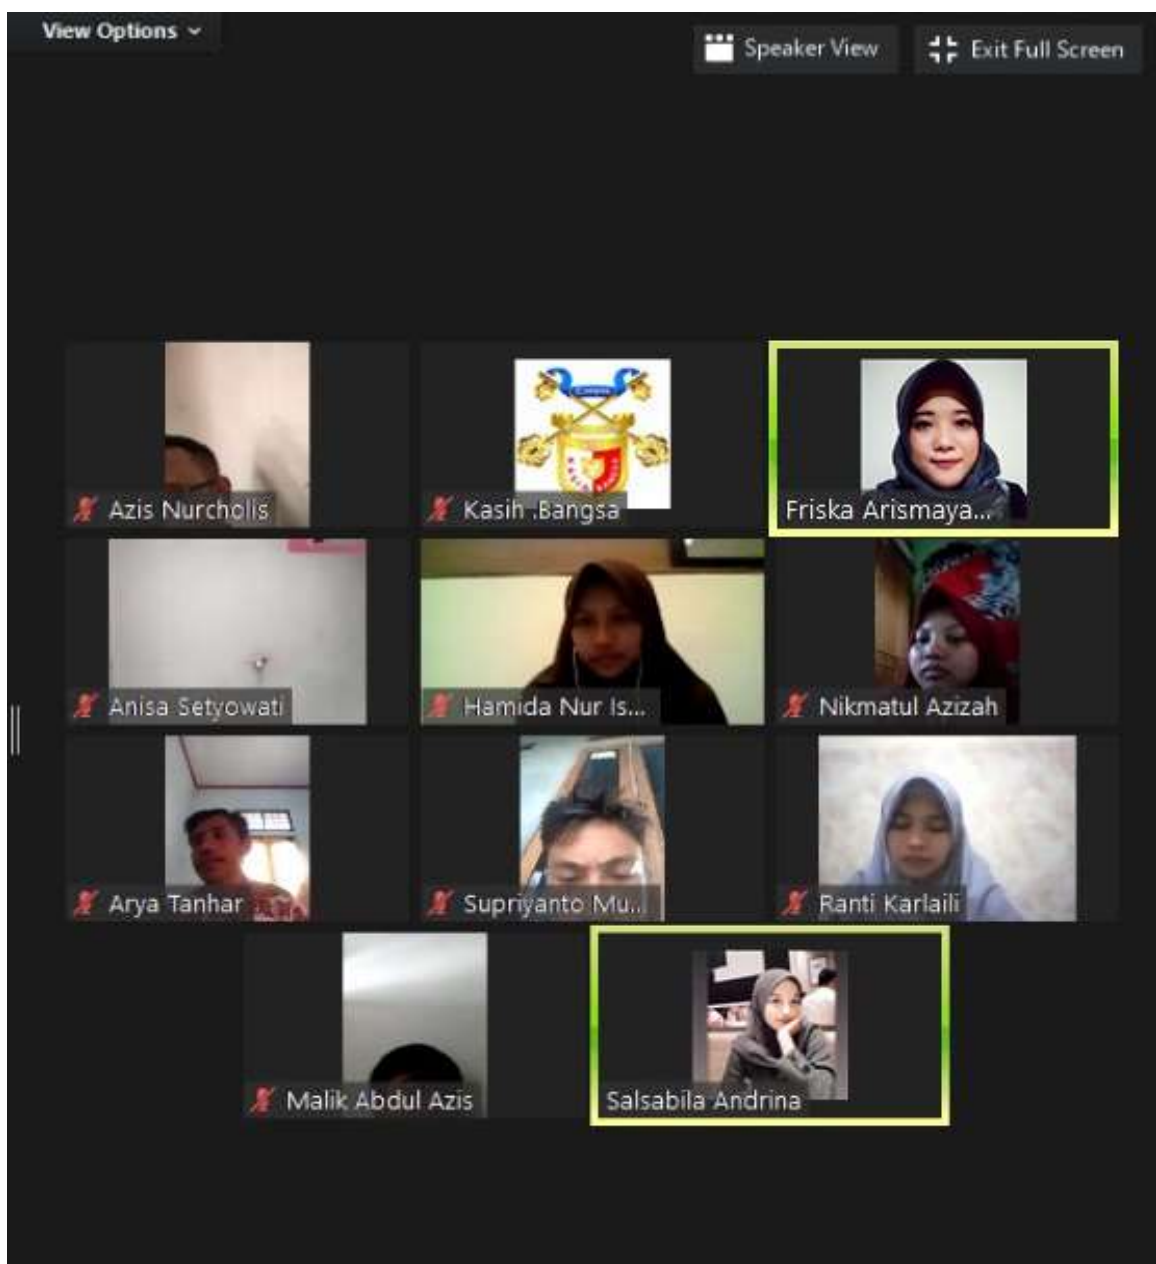 View Options
Speaker View
Exit Full Screen
Azis Nurcholis
Kasih .Bangsa
Friska Arismaya...
Anisa Setyowati
Hamida Nur Is...
Nikmatul Azizah
Arya Tanhar
Supriyanto Mu...
Ranti Karlaili
Malik Abdul Azis
Salsabila Andrina